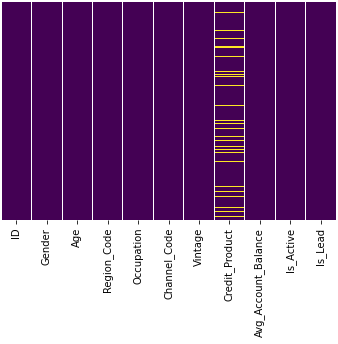 ID
Gender
Age
Region_Code
Occupation
Channel_Code
Vintage
Credit_Product
Avg_Account_Balance
Is_Active
Is_Lead